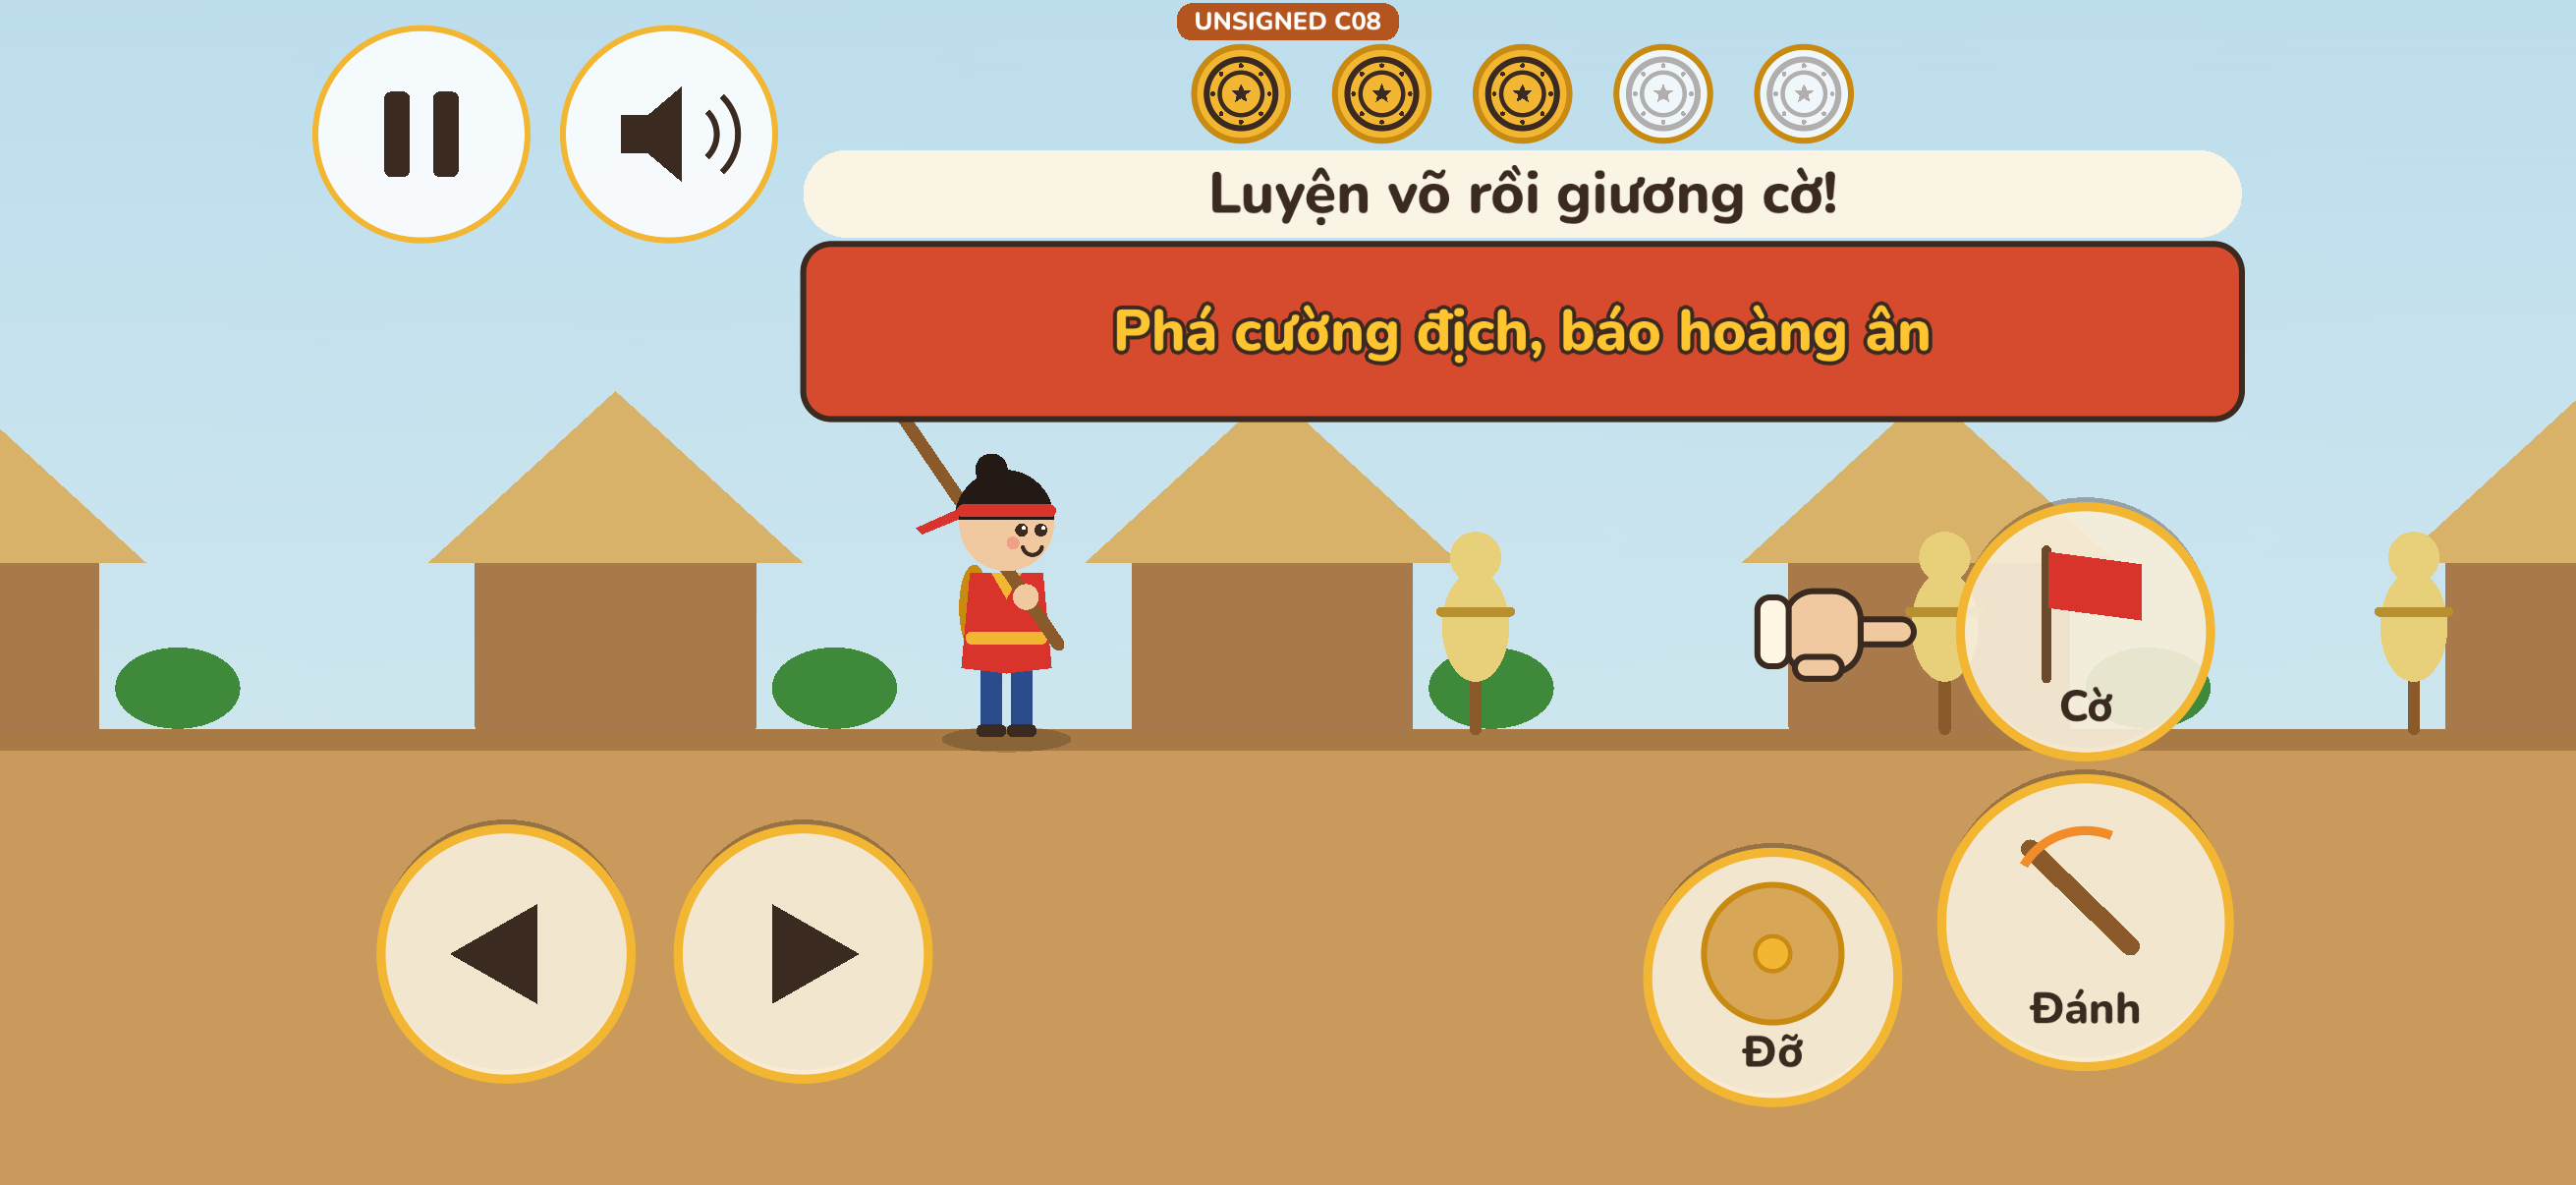 UNSIGNED C08
Luyện võ rồi giương cờ!
Phá cường địch, báo hoàng ân
Cờ
Đánh
Đỡ